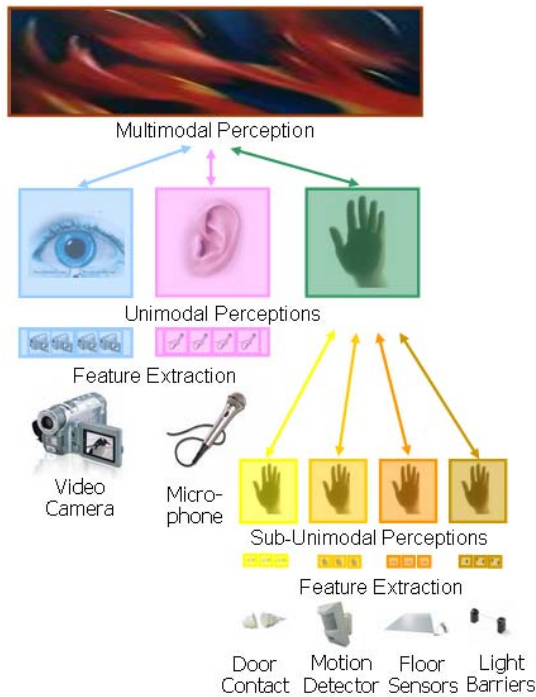 Multimodal Perception
Unimodal Perceptions
Feature Extraction
Video
Camera
Micro-
phone
Sub-Unimodal Perceptions
Feature Extraction
Door
Contact
Motion
Detector
Floor
Sensors
Light
Barriers